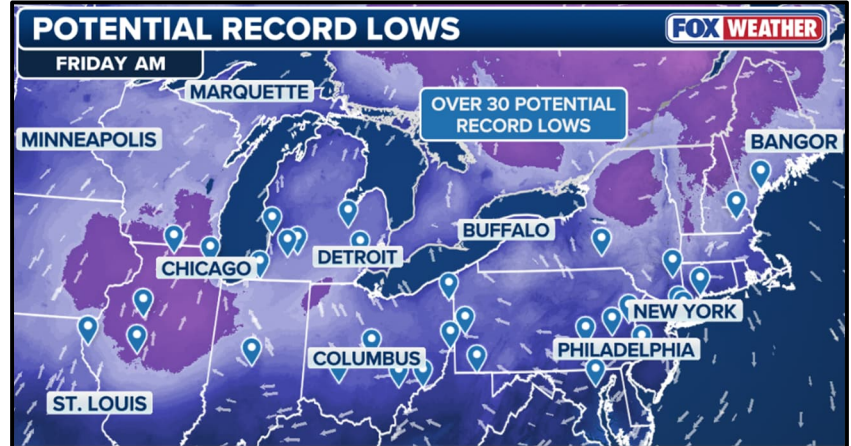 POTENTIAL RECORD LOWS
FOX WEATHER
FRIDAY AM
MARQUETTE
OVER 30 POTENTIAL
RECORD LOWS
MINNEAPOLIS
BANGOR
BUFFALO
DETROIT
CHICAGO
NEW YORK
COLUMBUS
PHILADELPHIA
ST. LOUIS